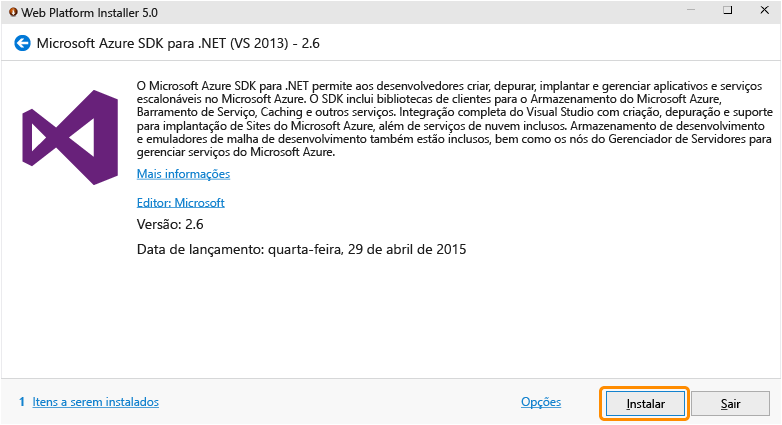 Web Platform Installer 5.0
Microsoft Azure SDK para .NET (VS 2013) - 2.6
O Microsoft Azure SDK para .NET permite aos desenvolvedores criar, depurar, implantar e gerenciar aplicativos e serviços
escalonáveis no Microsoft Azure. O SDK inclui bibliotecas de clientes para o Armazenamento do Microsoft Azure,
Barramento de Serviço, Caching e outros serviços. Integração completa do Visual Studio com criação, depuração e suporte
para implantação de Sites do Microsoft Azure, além de serviços de nuvem inclusos. Armazenamento de desenvolvimento
e emuladores de malha de desenvolvimento também estão inclusos, bem como os nós do Gerenciador de Servidores para
gerenciar serviços do Microsoft Azure.
Mais informações
Editor: Microsoft
Versão: 2.6
Data de lançamento: quarta-feira, 29 de abril de 2015
1 Itens a serem instalados
Opções
Instalar
Sair